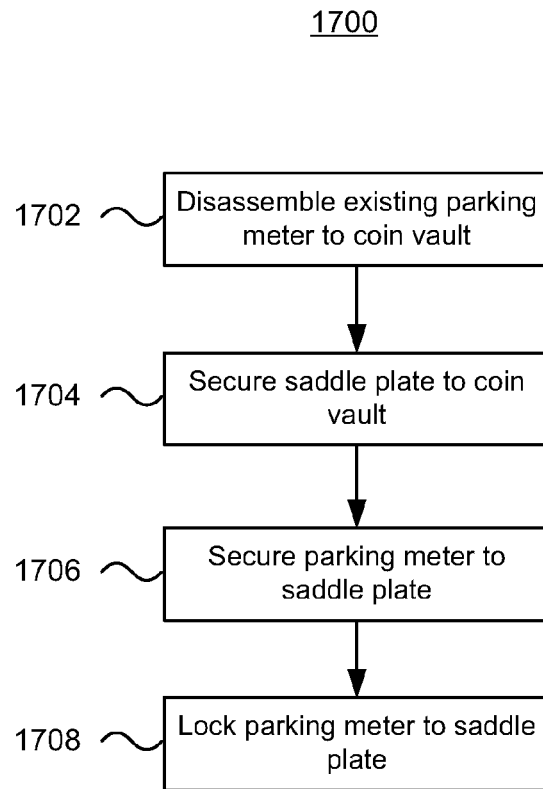 1700
1702
Disassemble existing parking
meter to coin vault
1704
Secure saddle plate to coin
vault
1706
Secure parking meter to
saddle plate
1708
Lock parking meter to saddle
plate